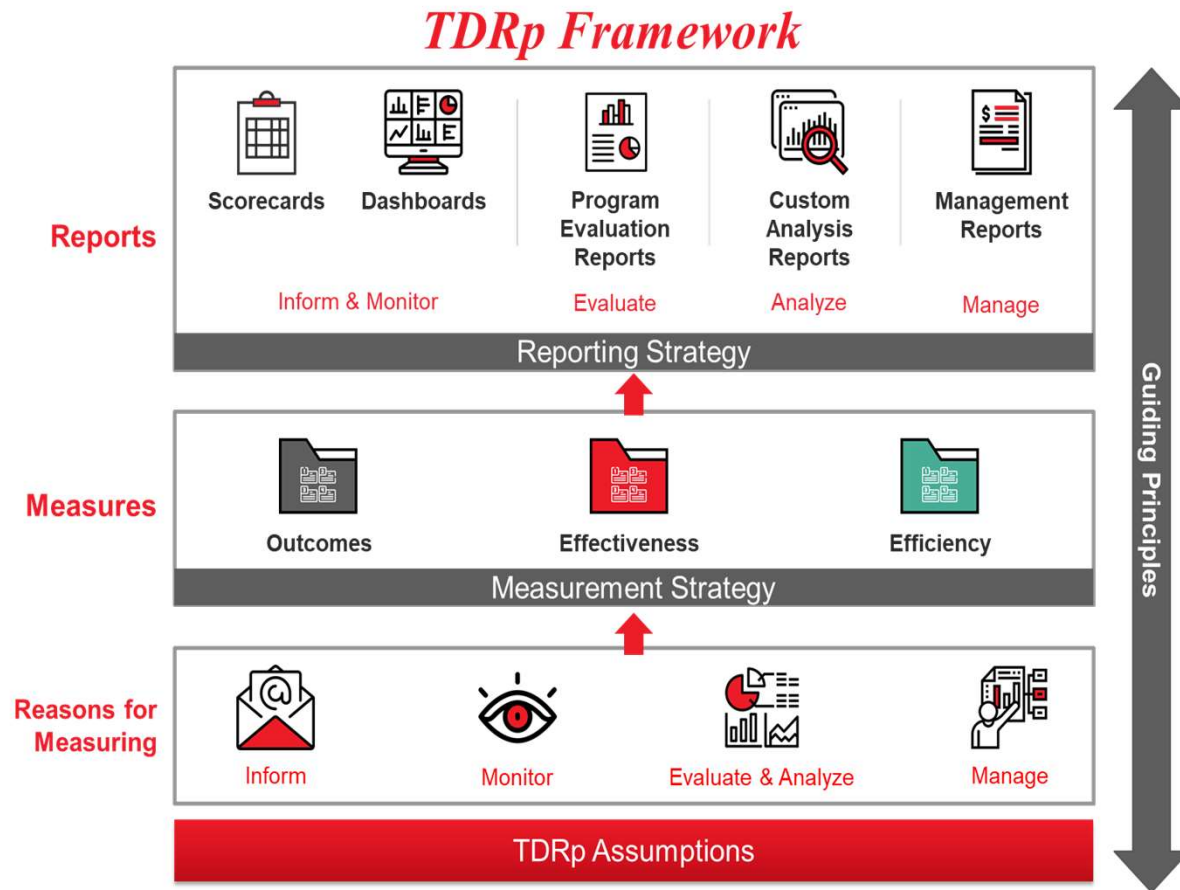 TDRp Framework
Reports
Scorecards
Dashboards
Program
Evaluation
Reports
Custom
Analysis
Reports
Management
Reports
Inform & Monitor
Evaluate
Analyze
Manage
Reporting Strategy
Measures
Outcomes
Effectiveness
Efficiency
Measurement Strategy
Reasons for
Measuring
Inform
Monitor
Evaluate & Analyze
Manage
TDRp Assumptions
Guiding Principles